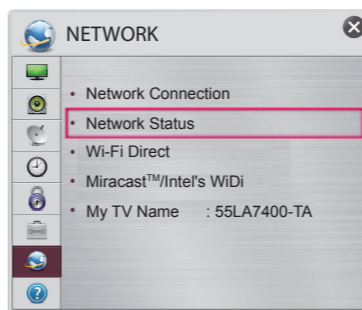 NETWORK
• Network Connection
• Network Status
• Wi-Fi Direct
• Miracast™/Intel's WiDi
• My TV Name : 55LA7400-TA